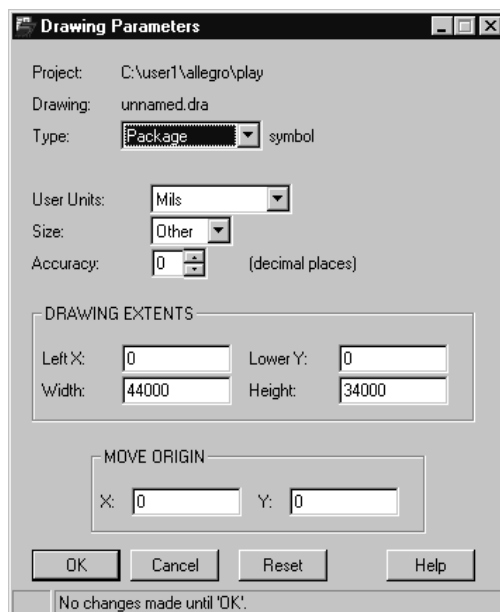 Drawing Parameters
Project: C:\user1\allegro\play
Drawing: unnamed.dra
Type: Package symbol
User Units: Mils
Size: Other
Accuracy: 0 (decimal places)
DRAWING EXTENTS
Left X: 0 Lower Y: 0
Width: 44000 Height: 34000
MOVE ORIGIN
X: 0 Y: 0
OK Cancel Reset Help
No changes made until 'OK'.